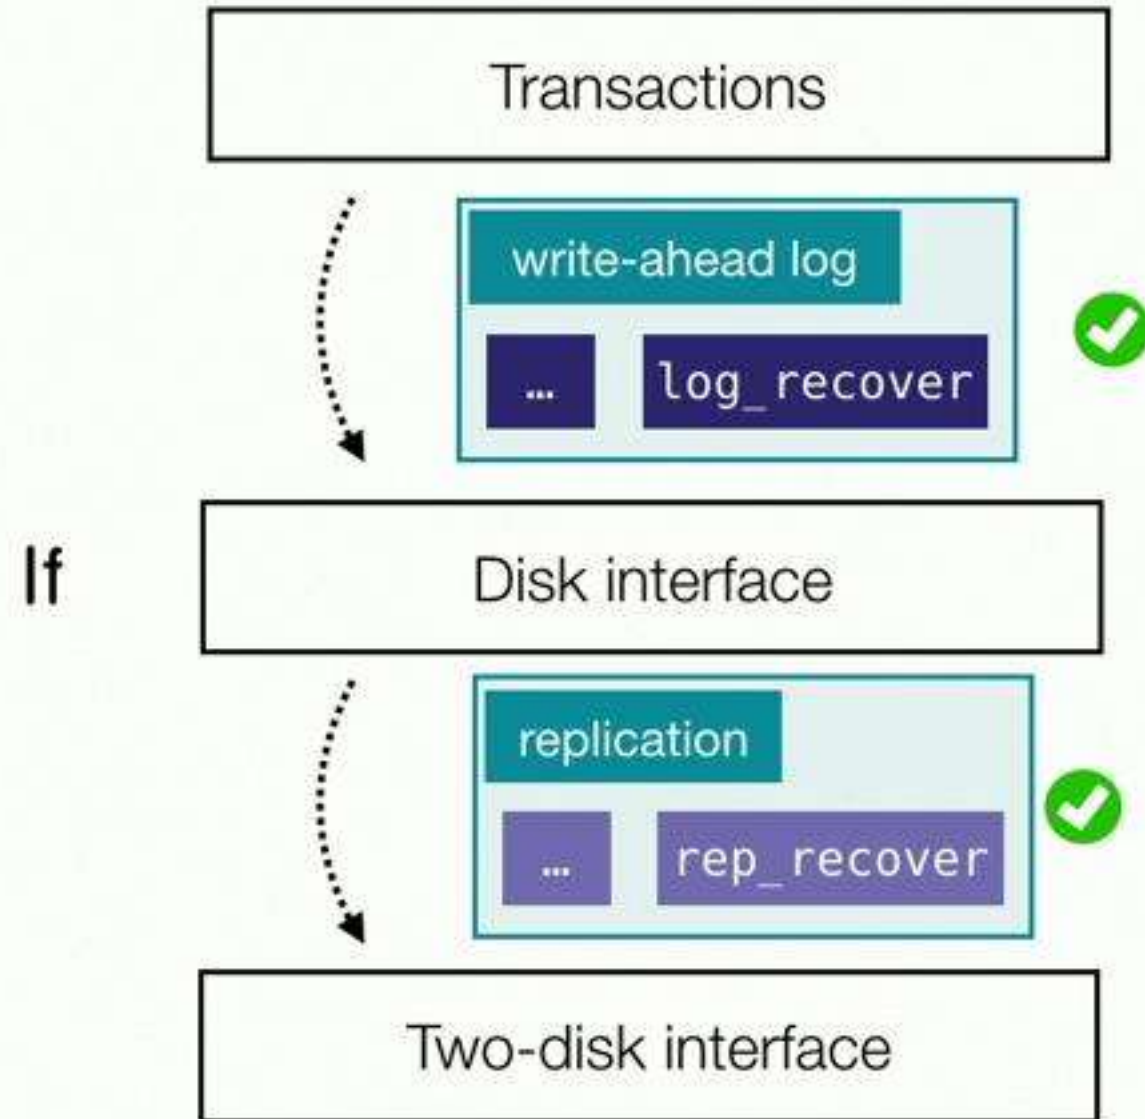 Transactions
write-ahead log
... log_recover
If
Disk interface
replication
... rep_recover
Two-disk interface